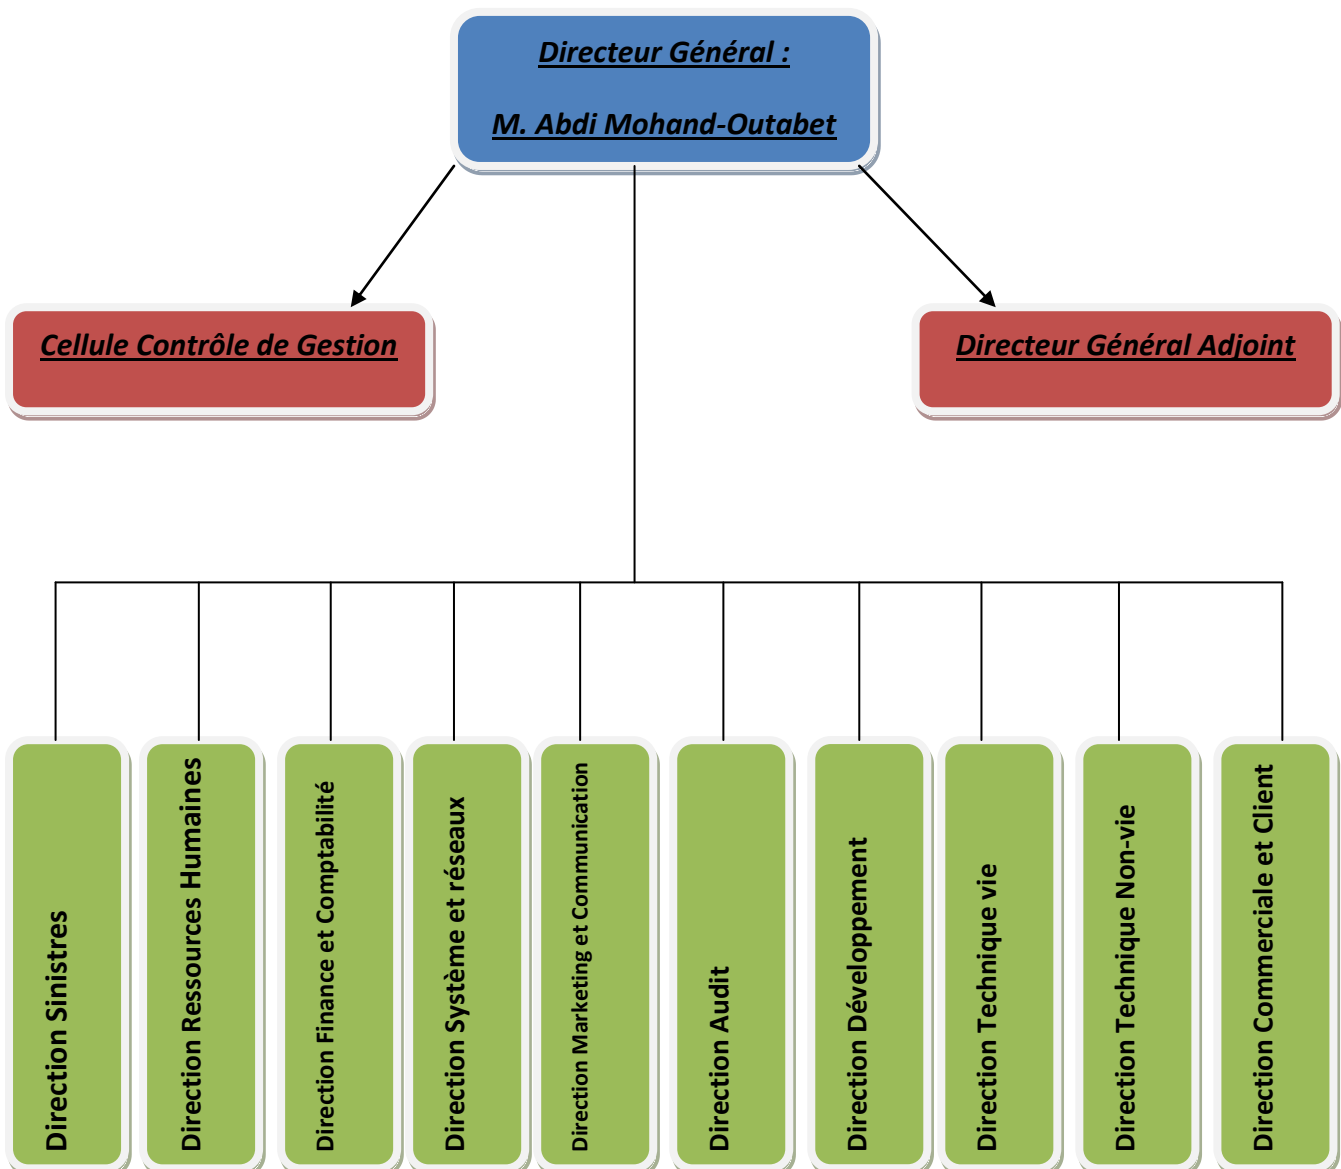 Directeur Général :
M. Abdi Mohand-Outabet
Cellule Contrôle de Gestion
Directeur Général Adjoint
Direction Sinistres
Direction Ressources Humaines
Direction Finance et Comptabilité
Direction Système et réseaux
Direction Marketing et Communication
Direction Audit
Direction Développement
Direction Technique vie
Direction Technique Non-vie
Direction Commerciale et Client